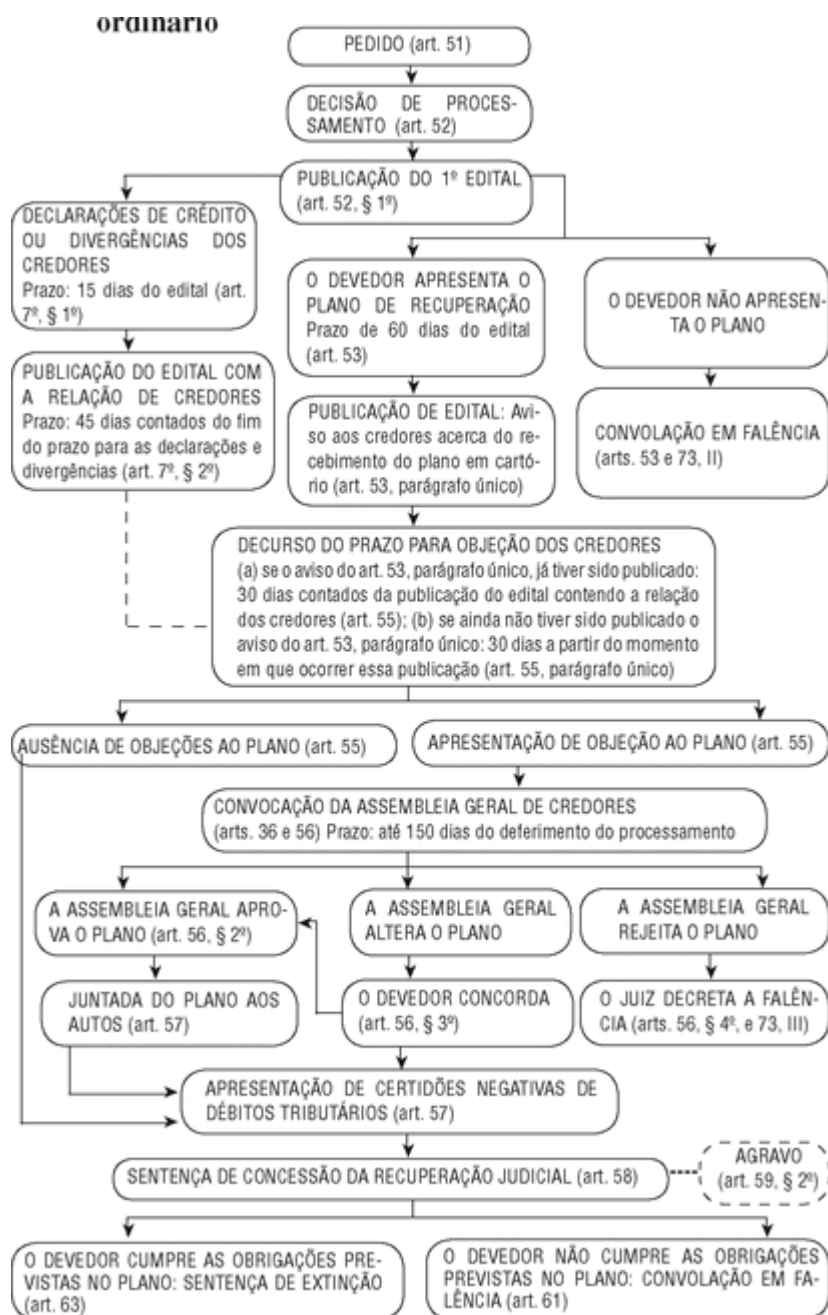 ordinário
PEDIDO (art. 51)
DECISÃO DE PROCES-
SAMENTO (art. 52)
PUBLICAÇÃO DO 1º EDITAL
(art. 52, § 1º)
DECLARAÇÕES DE CRÉDITO
OU DIVERGÊNCIAS DOS
CREDORES
Prazo: 15 dias do edital (art.
7º, § 1º)
O DEVEDOR APRESENTA O
PLANO DE RECUPERAÇÃO
Prazo de 60 dias do edital
(art. 53)
O DEVEDOR NÃO APRESEN-
TA O PLANO
PUBLICAÇÃO DO EDITAL COM
A RELAÇÃO DE CREDORES
Prazo: 45 dias contados do fim
do prazo para as declarações e
divergências (art. 7º, § 2º)
PUBLICAÇÃO DE EDITAL: Avi-
so aos credores acerca do re-
cebimento do plano em cartó-
rio (art. 53, parágrafo único)
CONVOLAÇÃO EM FALÊNCIA
(arts. 53 e 73, II)
DECURSO DO PRAZO PARA OBJEÇÃO DOS CREDORES
(a) se o aviso do art. 53, parágrafo único, já tiver sido publicado:
30 dias contados da publicação do edital contendo a relação
dos credores (art. 55); (b) se ainda não tiver sido publicado o
aviso do art. 53, parágrafo único: 30 dias a partir do momento
em que ocorrer essa publicação (art. 55, parágrafo único)
AUSÊNCIA DE OBJEÇÕES AO PLANO (art. 55)
APRESENTAÇÃO DE OBJEÇÃO AO PLANO (art. 55)
CONVOCAÇÃO DA ASSEMBLEIA GERAL DE CREDORES
(arts. 36 e 56) Prazo: até 150 dias do deferimento do processamento
A ASSEMBLEIA GERAL APRO-
VA O PLANO (art. 56, § 2º)
A ASSEMBLEIA GERAL
ALTERA O PLANO
A ASSEMBLEIA GERAL
REJEITA O PLANO
JUNTADA DO PLANO AOS
AUTOS (art. 57)
O DEVEDOR CONCORDA
(art. 56, § 3º)
O JUIZ DECRETA A FALÊN-
CIA (arts. 56, § 4º, e 73, III)
APRESENTAÇÃO DE CERTIDÕES NEGATIVAS DE
DÉBITOS TRIBUTÁRIOS (art. 57)
SENTENÇA DE CONCESSÃO DA RECUPERAÇÃO JUDICIAL (art. 58)
AGRAVO
(art. 59, § 2º)
O DEVEDOR CUMPRE AS OBRIGAÇÕES PRE-
VISTAS NO PLANO: SENTENÇA DE EXTINÇÃO
(art. 63)
O DEVEDOR NÃO CUMPRE AS OBRIGAÇÕES
PREVISTAS NO PLANO: CONVOLAÇÃO EM FA-
LÊNCIA (art. 61)